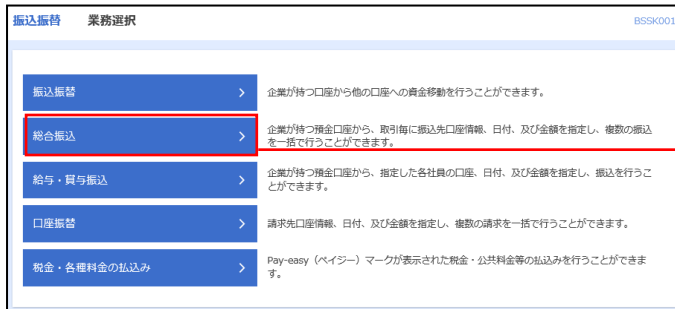 振込振替 業務選択 BSSK001
振込振替 企業が持つ口座から他の口座への資金移動を行うことができます。
総合振込 企業が持つ預金口座から、取引毎に振込先口座情報、日付、及び金額を指定し、複数の振込
を一括で行うことができます。
給与・賞与振込 企業が持つ預金口座から、指定した各社員の口座、日付、及び金額を指定し、振込を行うこ
とができます。
口座振替 請求先口座情報、日付、及び金額を指定し、複数の請求を一括で行うことができます。
税金・各種料金の払込み Pay-easy（ペイジー）マークが表示された税金・公共料金等の払込みを行うことができま
す。